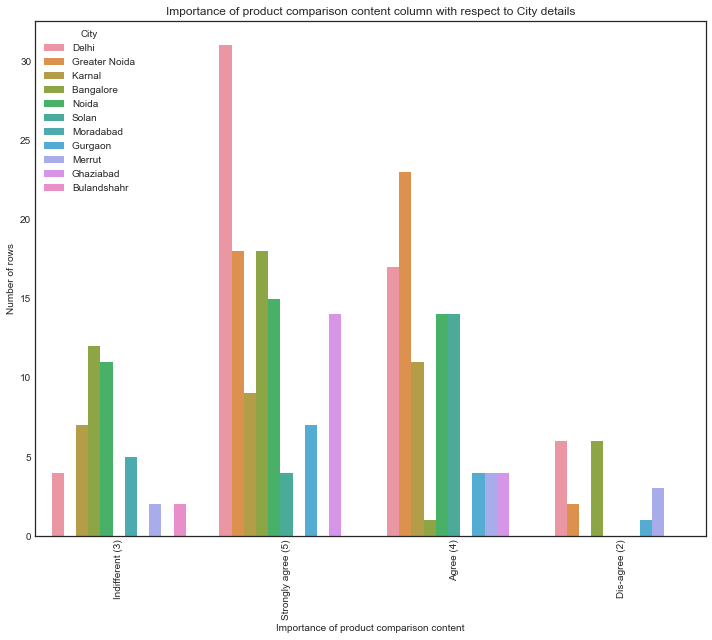 Importance of product comparison content column with respect to City details
City
Delhi
Greater Noida
Karnal
Bangalore
Noida
Solan
Moradabad
Gurgaon
Merrut
Ghaziabad
Bulandshahr
30
25
20
15
10
5
0
Number of rows
Indifferent (3)
Strongly agree (5)
Agree (4)
Dis-agree (2)
Importance of product comparison content